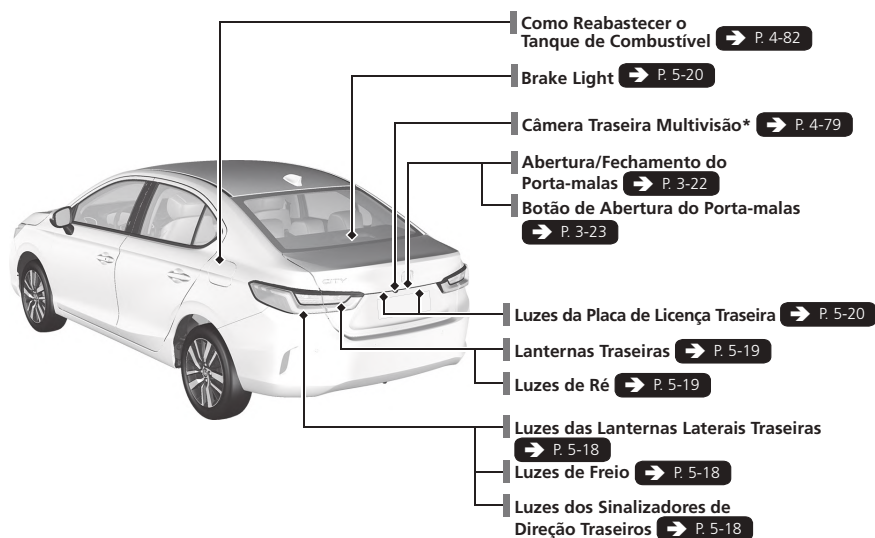 Como Reabastecer o
Tanque de Combustível ➔ P. 4-82
Brake Light ➔ P. 5-20
Câmera Traseira Multivisão* ➔ P. 4-79
Abertura/Fechamento do
Porta-malas ➔ P. 3-22
Botão de Abertura do Porta-malas
➔ P. 3-23
CITY
Luzes da Placa de Licença Traseira ➔ P. 5-20
Lanternas Traseiras ➔ P. 5-19
Luzes de Ré ➔ P. 5-19
Luzes das Lanternas Laterais Traseiras
➔ P. 5-18
Luzes de Freio ➔ P. 5-18
Luzes dos Sinalizadores de
Direção Traseiros ➔ P. 5-18